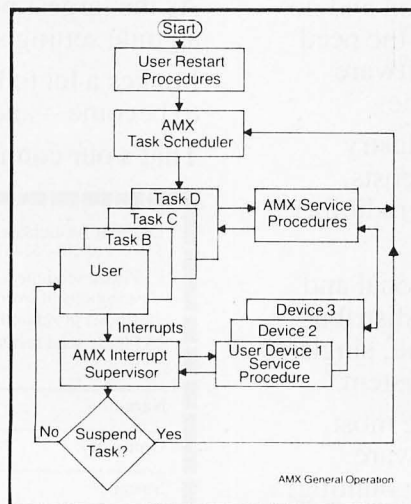 Start
User Restart
Procedures
AMX
Task Scheduler
Task D
Task C
Task B
User
AMX Service
Procedures
Interrupts
Device 3
Device 2
User Device 1
Service
Procedure
AMX Interrupt
Supervisor
No
Suspend
Task?
Yes
AMX General Operation